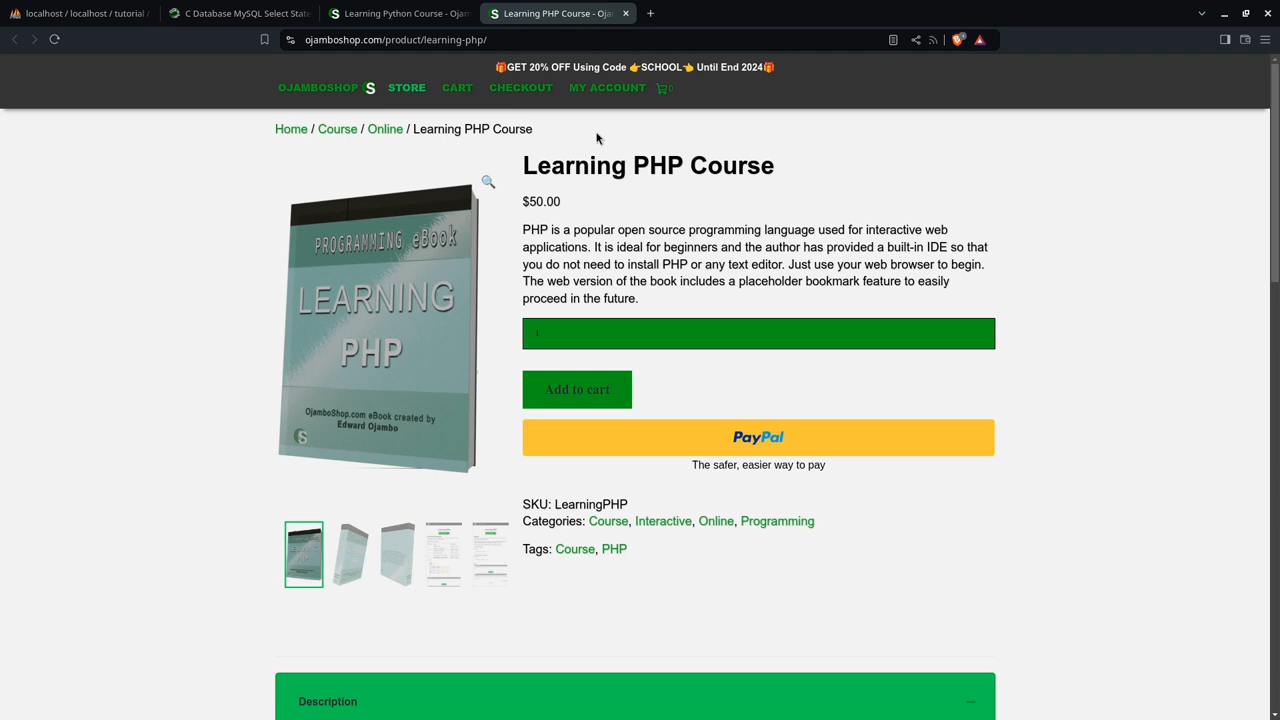 localhost / localhost / tutorial /
C Database MySQL Select State
Learning Python Course - Ojam
Learning PHP Course - Ojam
ojamboshop.com/product/learning-php/
🎁GET 20% OFF Using Code 👉SCHOOL👈 Until End 2024🎁
OJAMBOSHOP S STORE CART CHECKOUT MY ACCOUNT 0
Home / Course / Online / Learning PHP Course
Learning PHP Course
$50.00
PHP is a popular open source programming language used for interactive web
applications. It is ideal for beginners and the author has provided a built-in IDE so that
you do not need to install PHP or any text editor. Just use your web browser to begin.
The web version of the book includes a placeholder bookmark feature to easily
proceed in the future.
1
Add to cart
PayPal
The safer, easier way to pay
SKU: LearningPHP
Categories: Course, Interactive, Online, Programming
Tags: Course, PHP
PROGRAMMING eBook
LEARNING
PHP
OjamboShop.com eBook created by
Edward Ojambo
S
Description